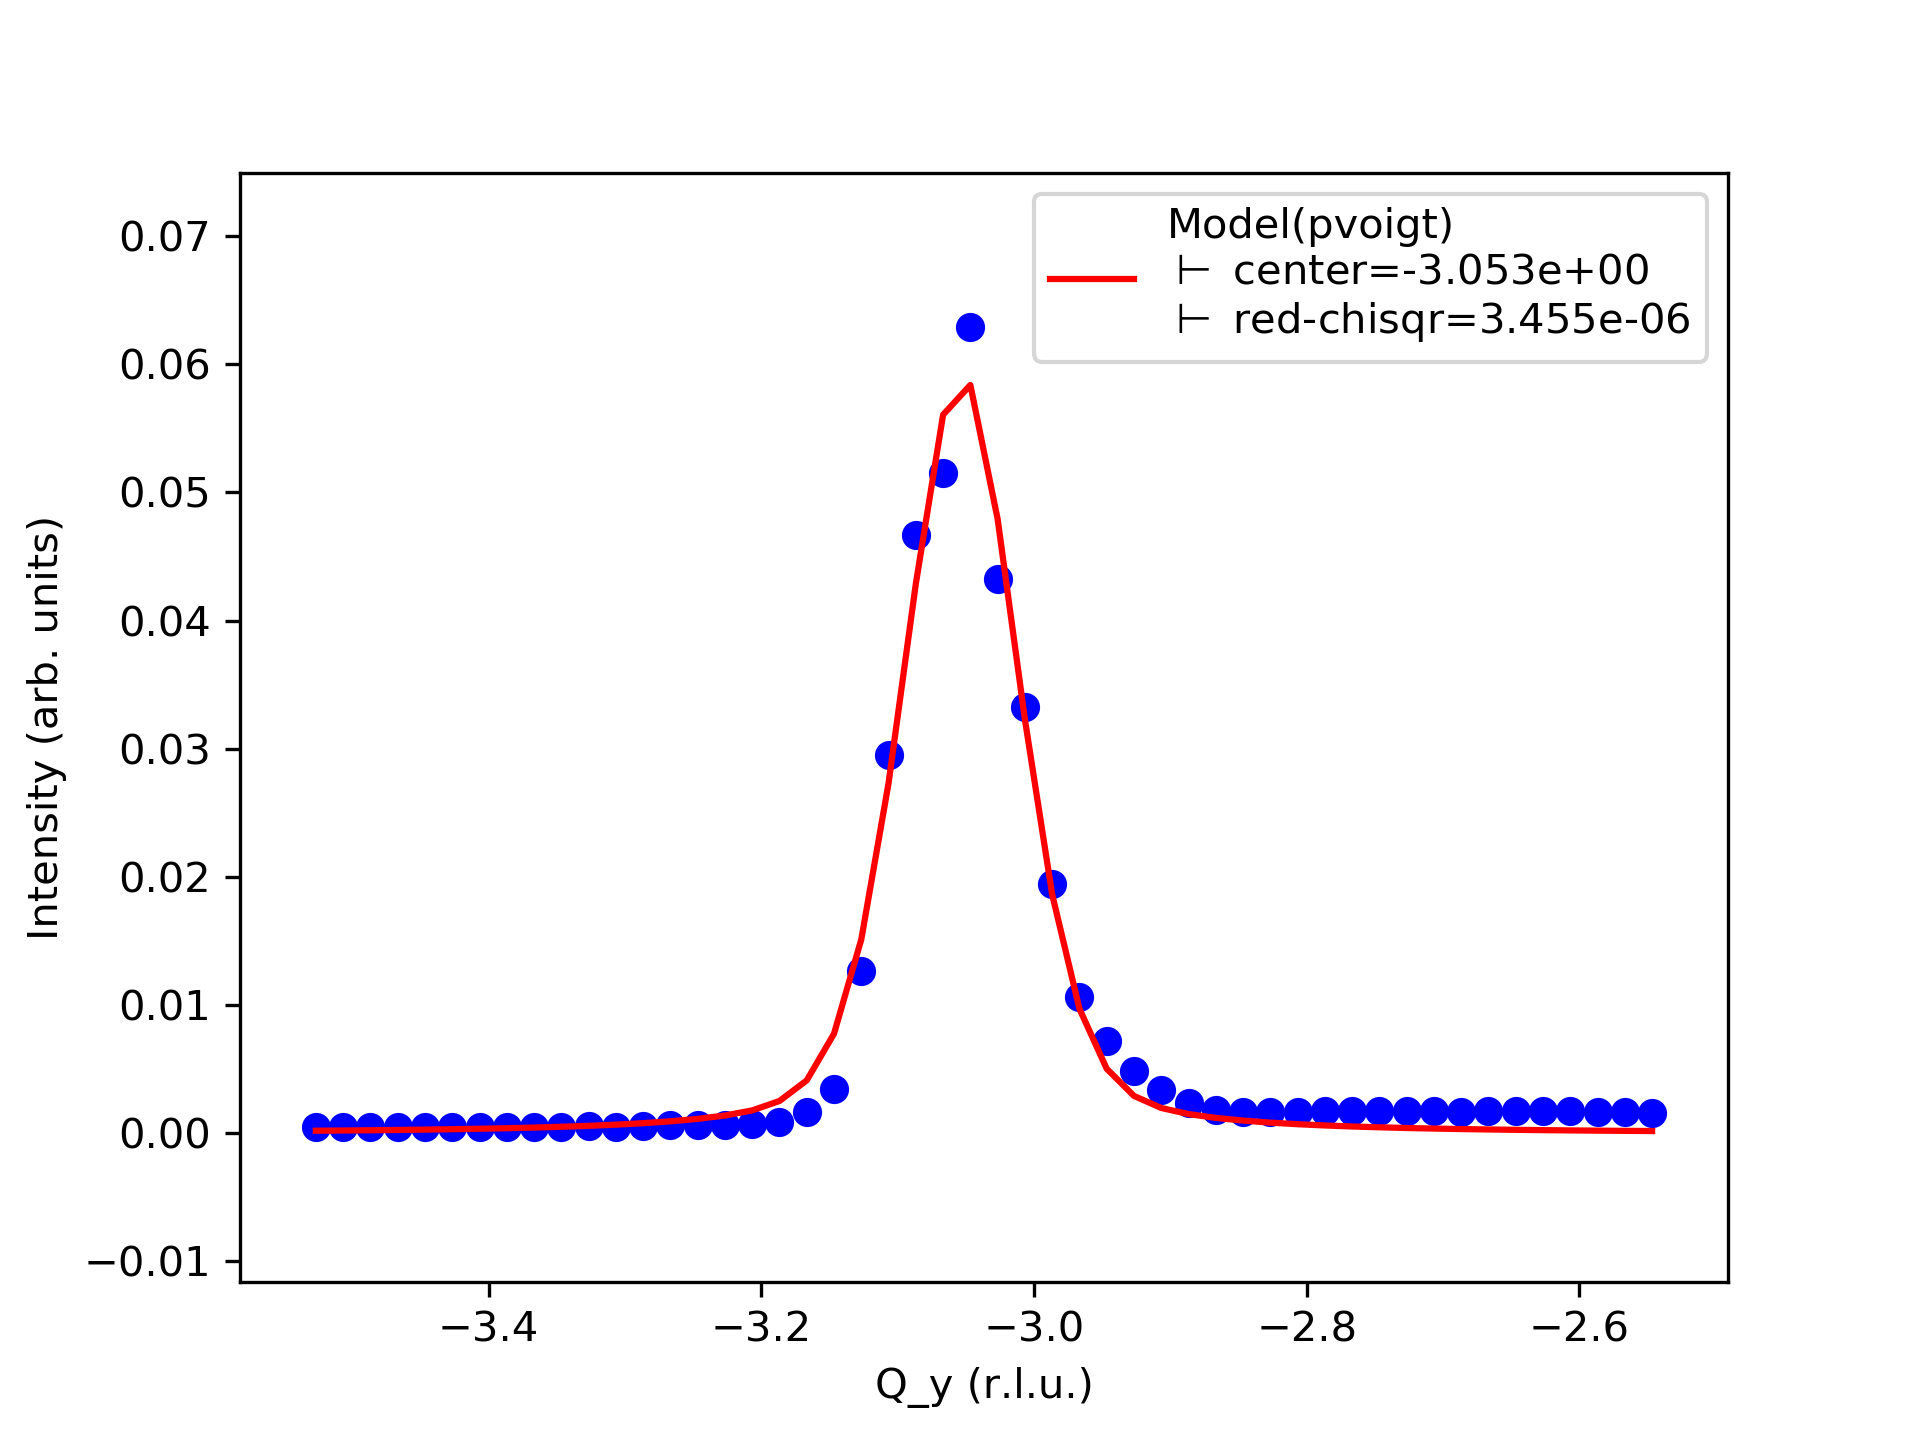 Model(pvoigt)
⊢ center=-3.053e+00
⊢ red-chisqr=3.455e-06
0.07
0.06
0.05
0.04
0.03
0.02
0.01
0.00
−0.01
Intensity (arb. units)
−3.4 −3.2 −3.0 −2.8 −2.6
Q_y (r.l.u.)